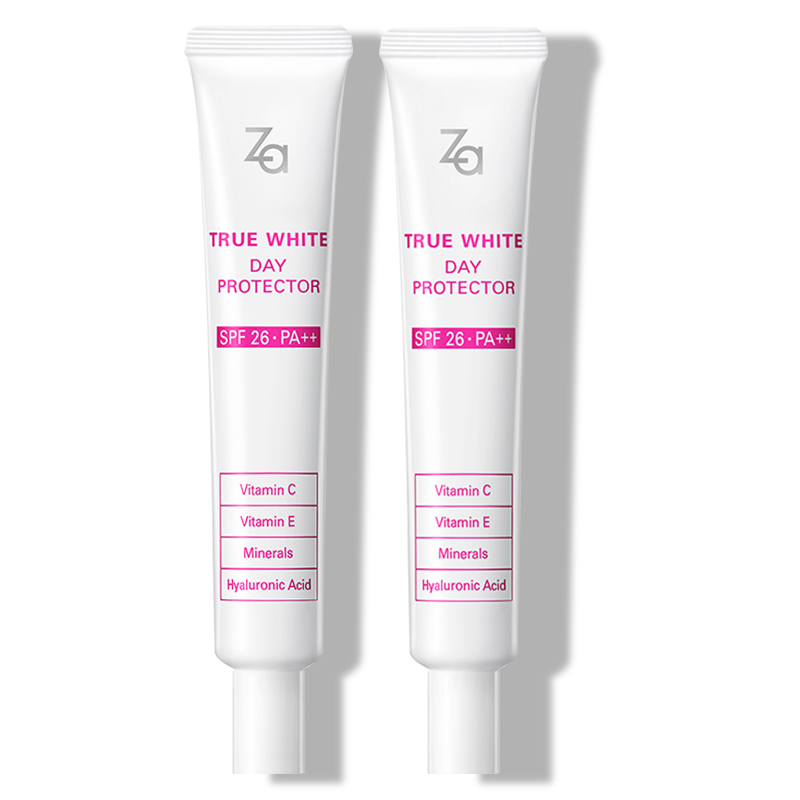 Za
TRUE WHITE
DAY
PROTECTOR
SPF 26·PA++
Vitamin C
Vitamin E
Minerals
Hyaluronic Acid
Za
TRUE WHITE
DAY
PROTECTOR
SPF 26·PA++
Vitamin C
Vitamin E
Minerals
Hyaluronic Acid